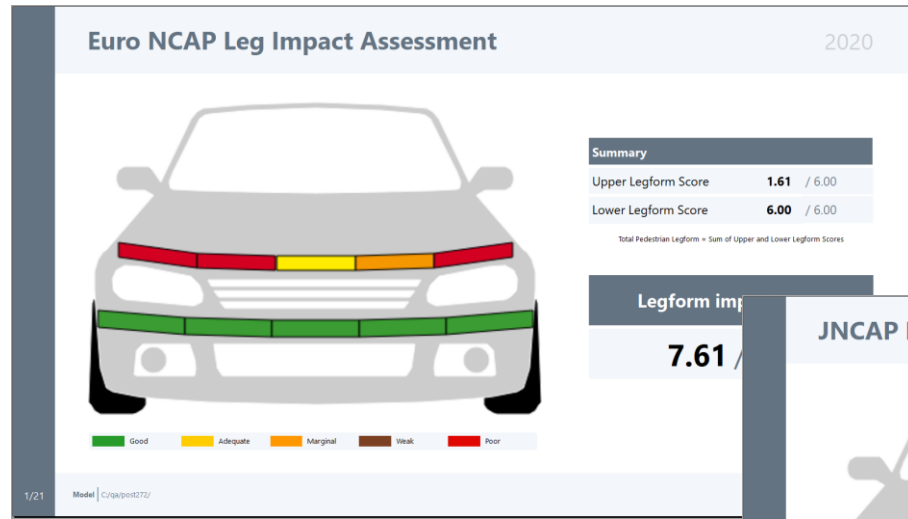 Euro NCAP Leg Impact Assessment 2020
Summary
Upper Legform Score 1.61 / 6.00
Lower Legform Score 6.00 / 6.00
Total Pedestrian Legform = Sum of Upper and Lower Legform Scores
Legform imp
7.61 /
JNCAP
Good Adequate Marginal Weak Poor
1/21 Model C:/qa/post272/